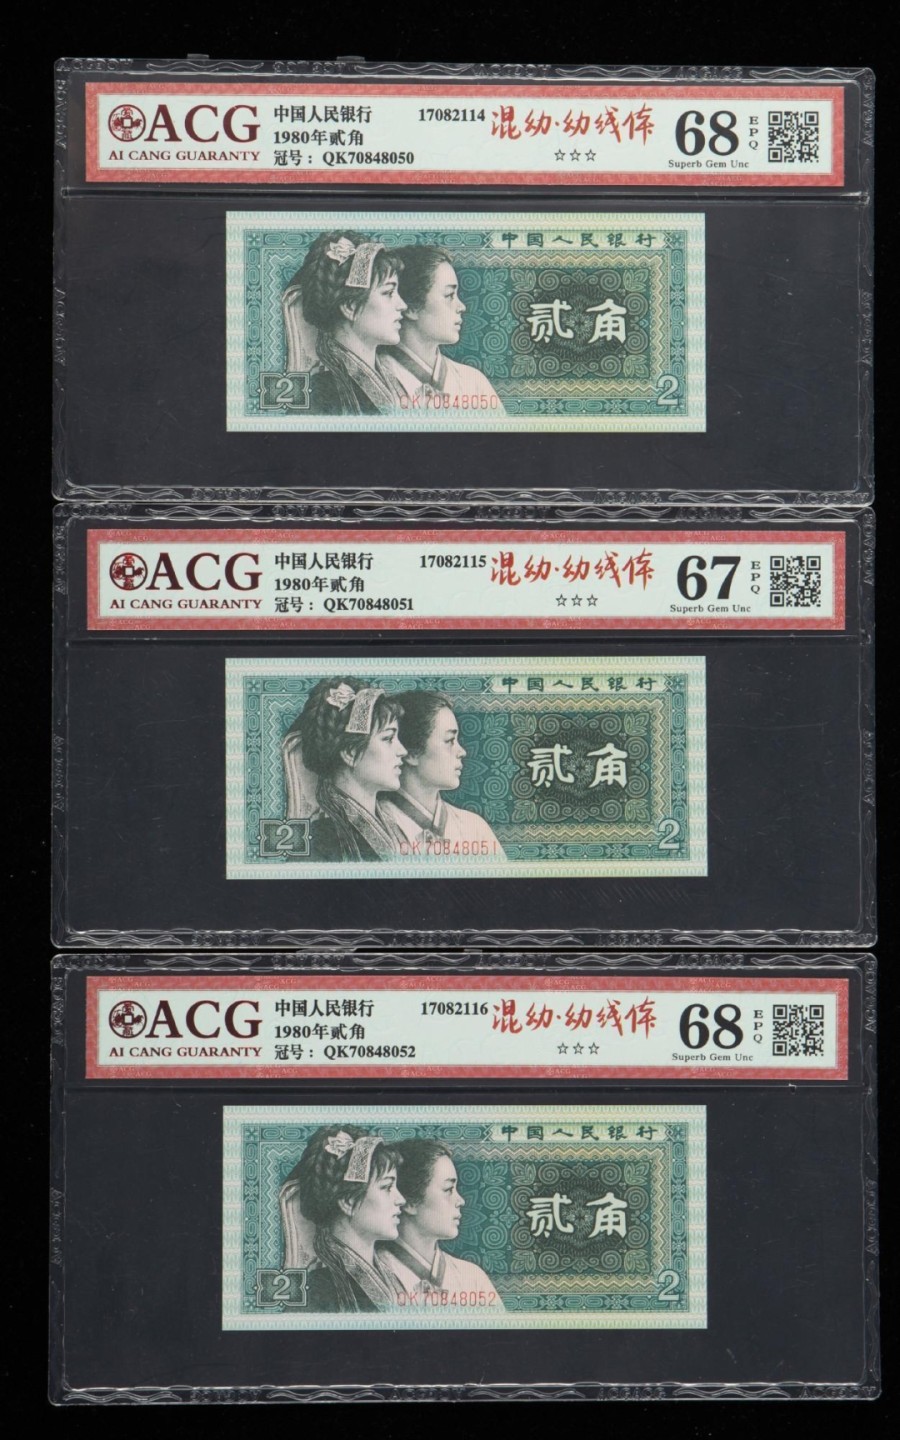 ACG
AI CANG GUARANTY
中国人民银行
1980年贰角
冠号： QK70848050
17082114
混幼·幼线体
☆☆☆
68
EPQ
Superb Gem Unc
中国人民银行
贰角
2
QK70848050
2
ACG
AI CANG GUARANTY
中国人民银行
1980年贰角
冠号： QK70848051
17082115
混幼·幼线体
☆☆☆
67
EPQ
Superb Gem Unc
中国人民银行
贰角
2
QK70848051
2
ACG
AI CANG GUARANTY
中国人民银行
1980年贰角
冠号： QK70848052
17082116
混幼·幼线体
☆☆☆
68
EPQ
Superb Gem Unc
中国人民银行
贰角
2
QK70848052
2